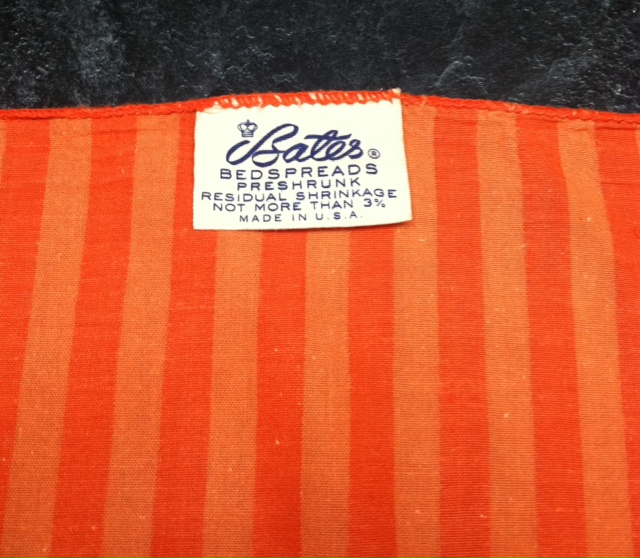 Bates®
BEDSPREADS
PRESHRUNK
RESIDUAL SHRINKAGE
NOT MORE THAN 3%
MADE IN U.S.A.